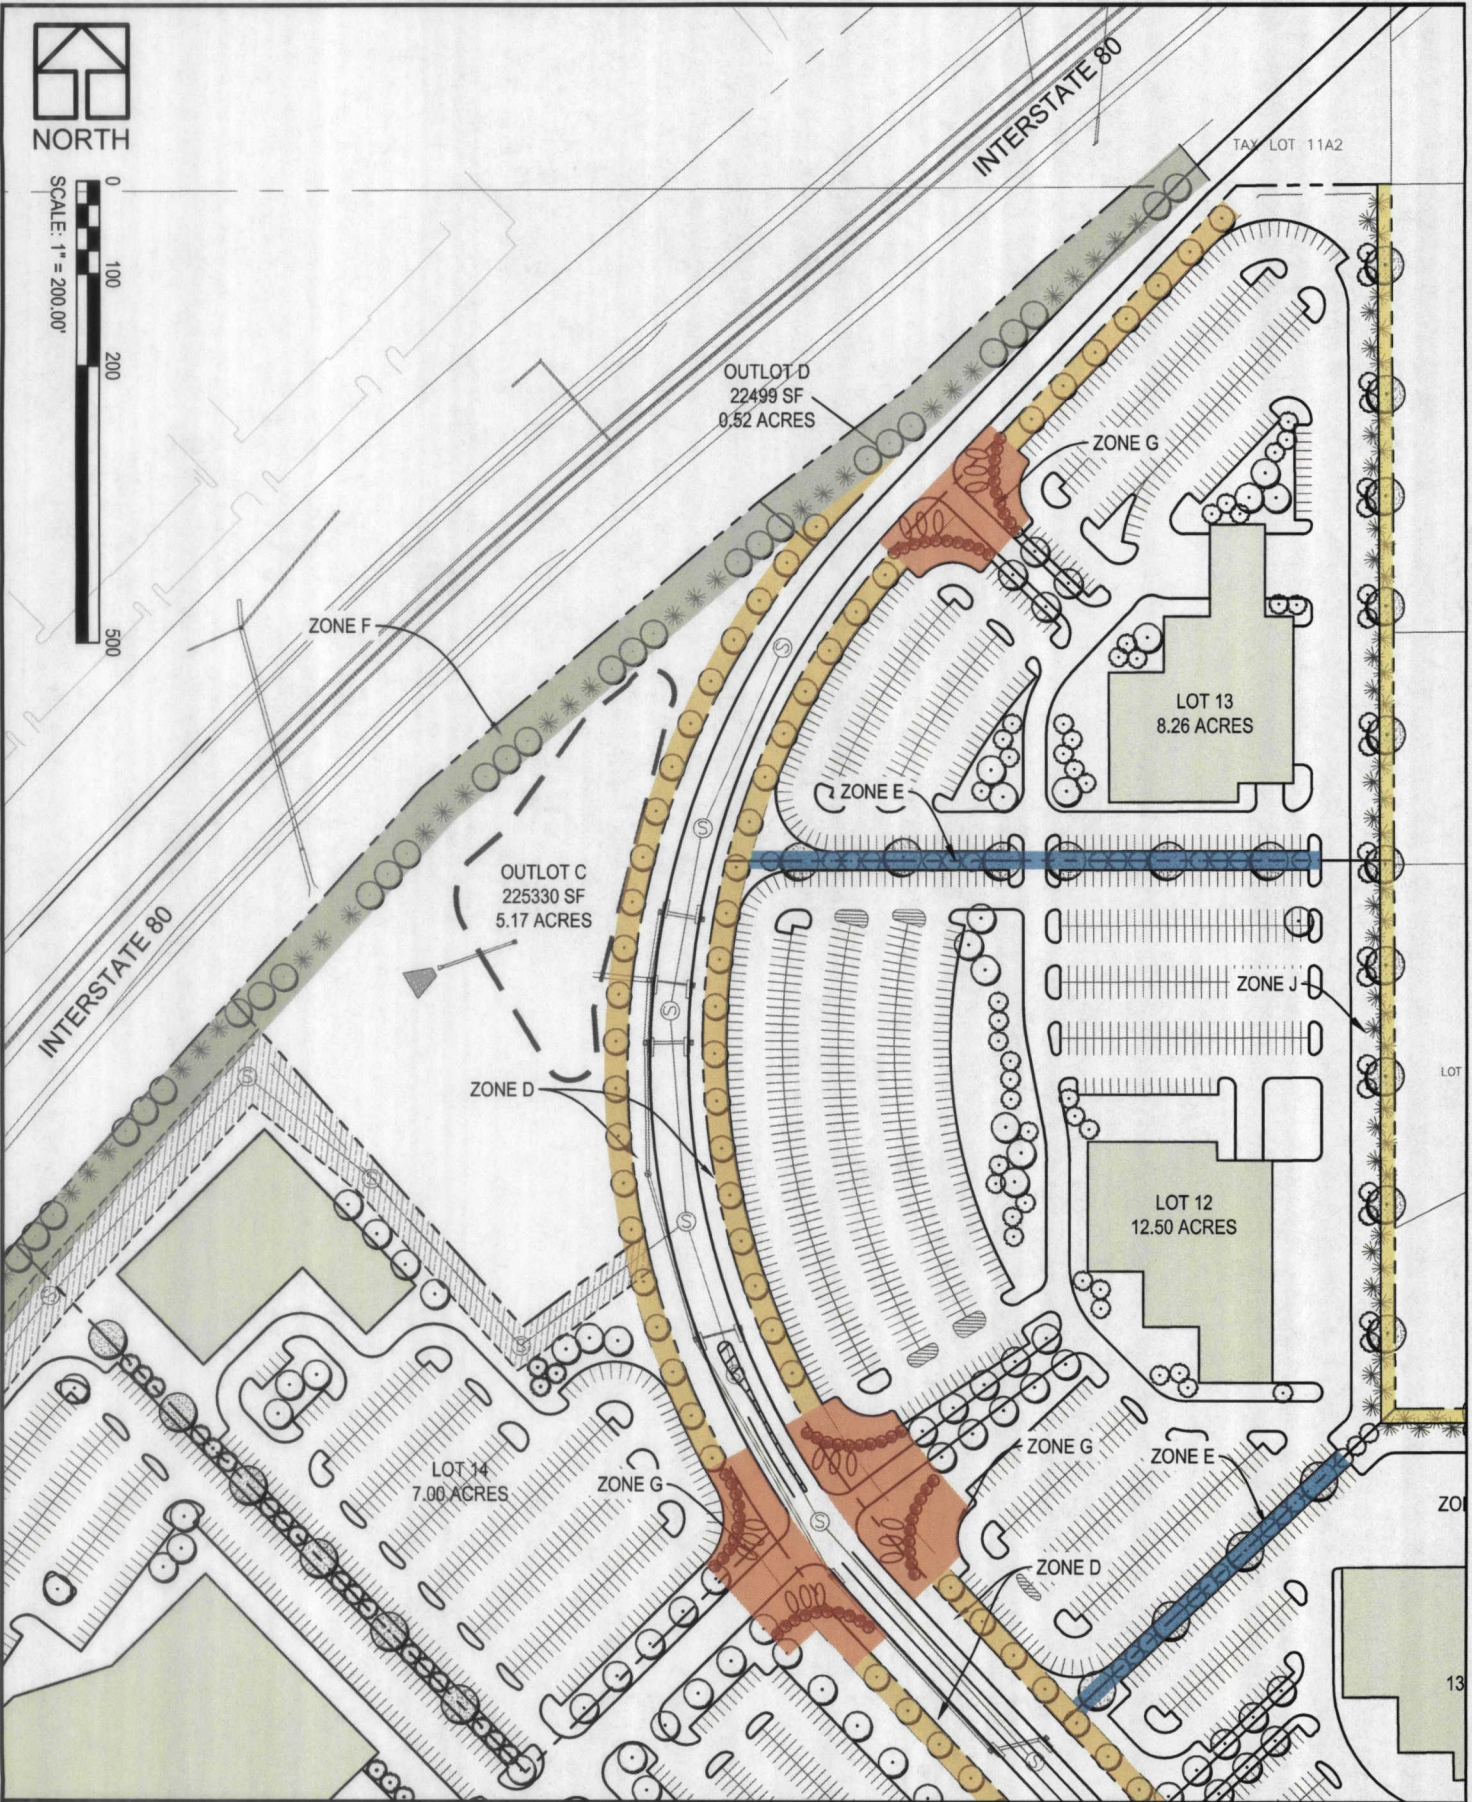 NORTH
SCALE: 1" = 200.00'
0
100
200
500
INTERSTATE 80
TAX LOT 11A2
OUTLOT D
22499 SF
0.52 ACRES
ZONE G
ZONE F
LOT 13
8.26 ACRES
ZONE E
OUTLOT C
225330 SF
5.17 ACRES
INTERSTATE 80
ZONE J
LOT
ZONE D
LOT 12
12.50 ACRES
ZONE G
ZONE E
LOT 14
7.00 ACRES
ZONE G
ZO
ZONE D
13
S
S
S
S
S
S
S
S
S
S
S